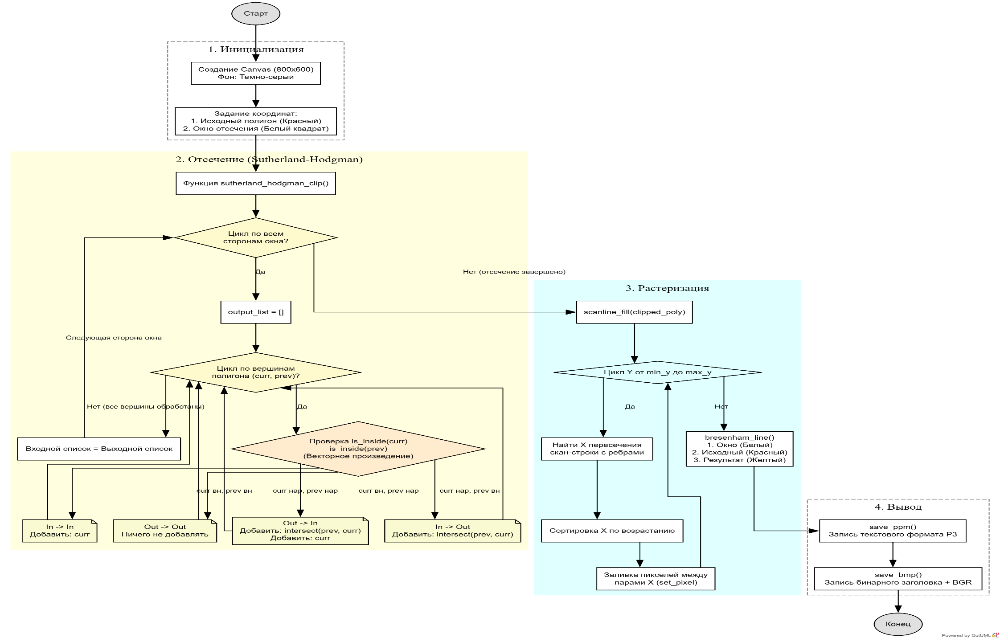 Старт
1. Инициализация
Создание Canvas (800x600)
Фон: Темно-серый
Задание координат:
1. Исходный полигон (Красный)
2. Окно отсечения (Белый квадрат)
2. Отсечение (Sutherland-Hodgman)
Функция sutherland_hodgman_clip()
Цикл по всем
сторонам окна?
Да
Нет (отсечение завершено)
output_list = []
Следующая сторона окна
Цикл по вершинам
полигона (curr, prev)?
Нет (все вершины обработаны)
Да
Входной список = Выходной список
Проверка is_inside(curr)
is_inside(prev)
(Векторное произведение)
curr вн, prev вн
curr нар, prev нар
curr вн, prev нар
curr нар, prev вн
In -> In
Добавить: curr
Out -> Out
Ничего не добавлять
Out -> In
Добавить: intersect(prev, curr)
Добавить: curr
In -> Out
Добавить: intersect(prev, curr)
3. Растеризация
scanline_fill(clipped_poly)
Цикл Y от min_y до max_y
Да
Нет
Найти X пересечения
скан-строки с ребрами
bresenham_line()
1. Окно (Белый)
2. Исходный (Красный)
3. Результат (Желтый)
Сортировка X по возрастанию
Заливка пикселей между
парами X (set_pixel)
4. Вывод
save_ppm()
Запись текстового формата P3
save_bmp()
Запись бинарного заголовка + BGR
Конец
Powered by DotUML